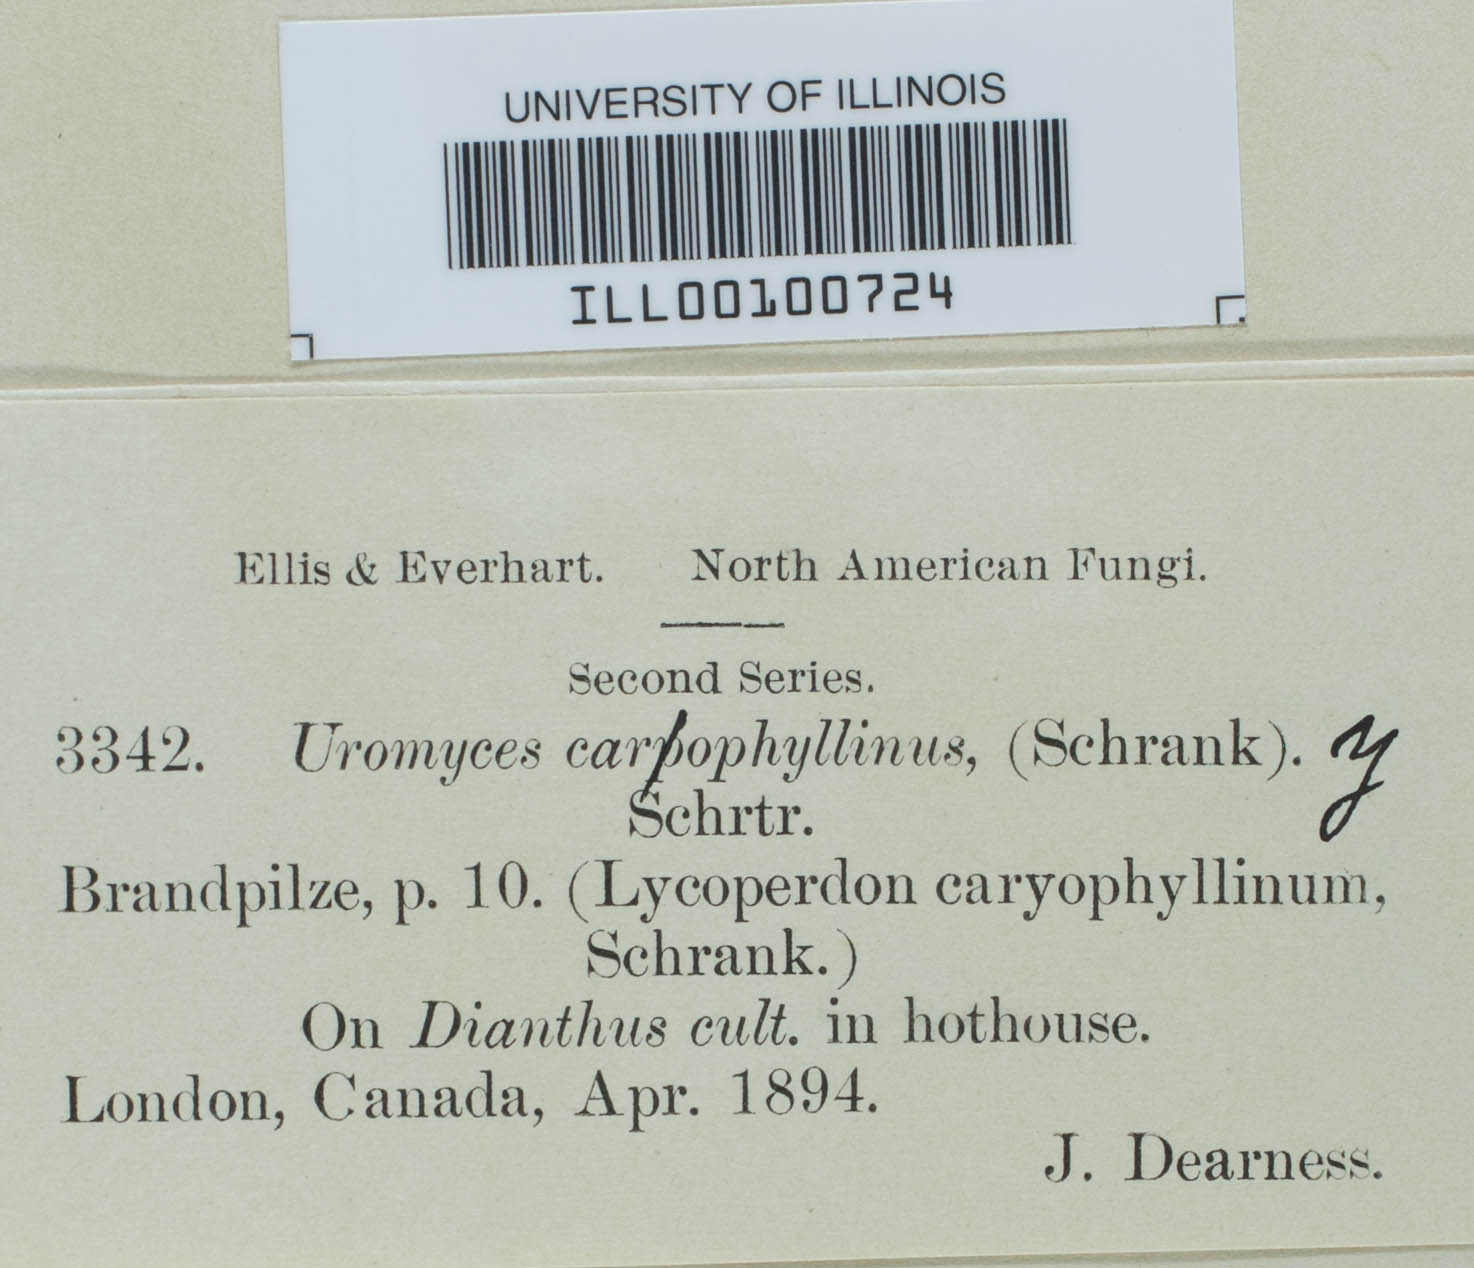 UNIVERSITY OF ILLINOIS
ILL00100724
Ellis & Everhart. North American Fungi.
Second Series.
3342. Uromyces carpophyllinus, (Schrank). y
Schrtr.
Brandpilze, p. 10. (Lycoperdon caryophyllinum,
Schrank.)
On Dianthus cult. in hothouse.
London, Canada, Apr. 1894.
J. Dearness.